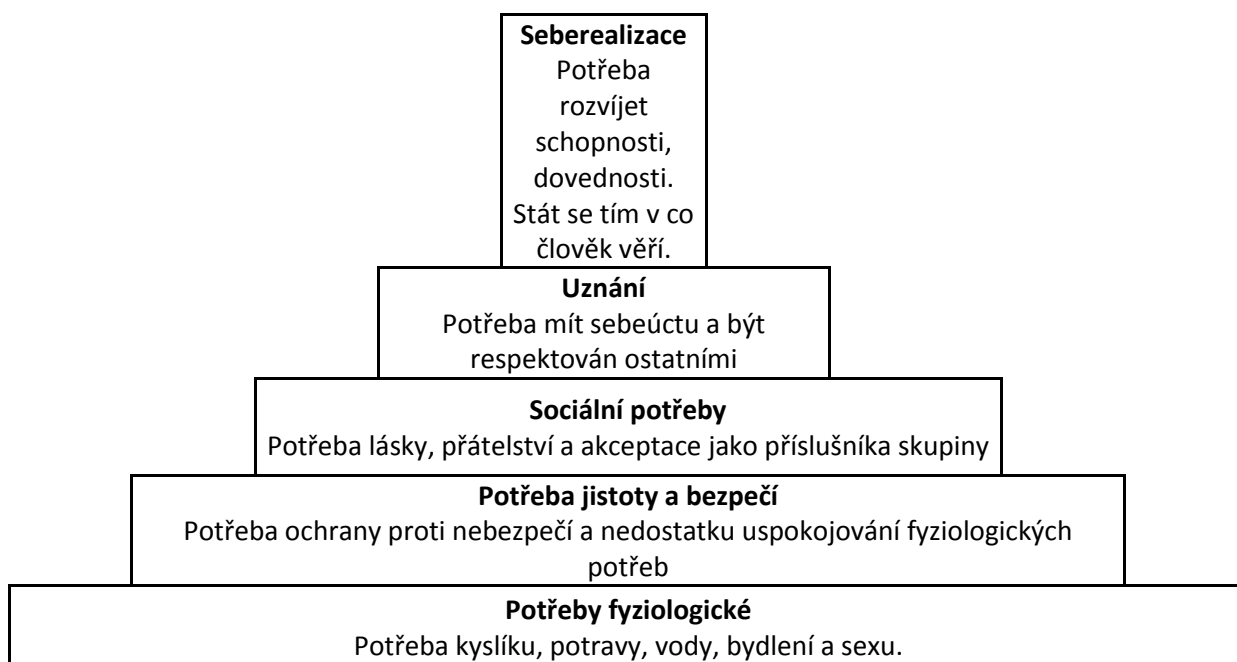 Seberealizace
Potřeba
rozvíjet
schopnosti,
dovednosti.
Stát se tím v co
člověk věří.
Uznání
Potřeba mít sebeúctu a být
respektován ostatními
Sociální potřeby
Potřeba lásky, přátelství a akceptace jako příslušníka skupiny
Potřeba jistoty a bezpečí
Potřeba ochrany proti nebezpečí a nedostatku uspokojování fyziologických
potřeb
Potřeby fyziologické
Potřeba kyslíku, potravy, vody, bydlení a sexu.